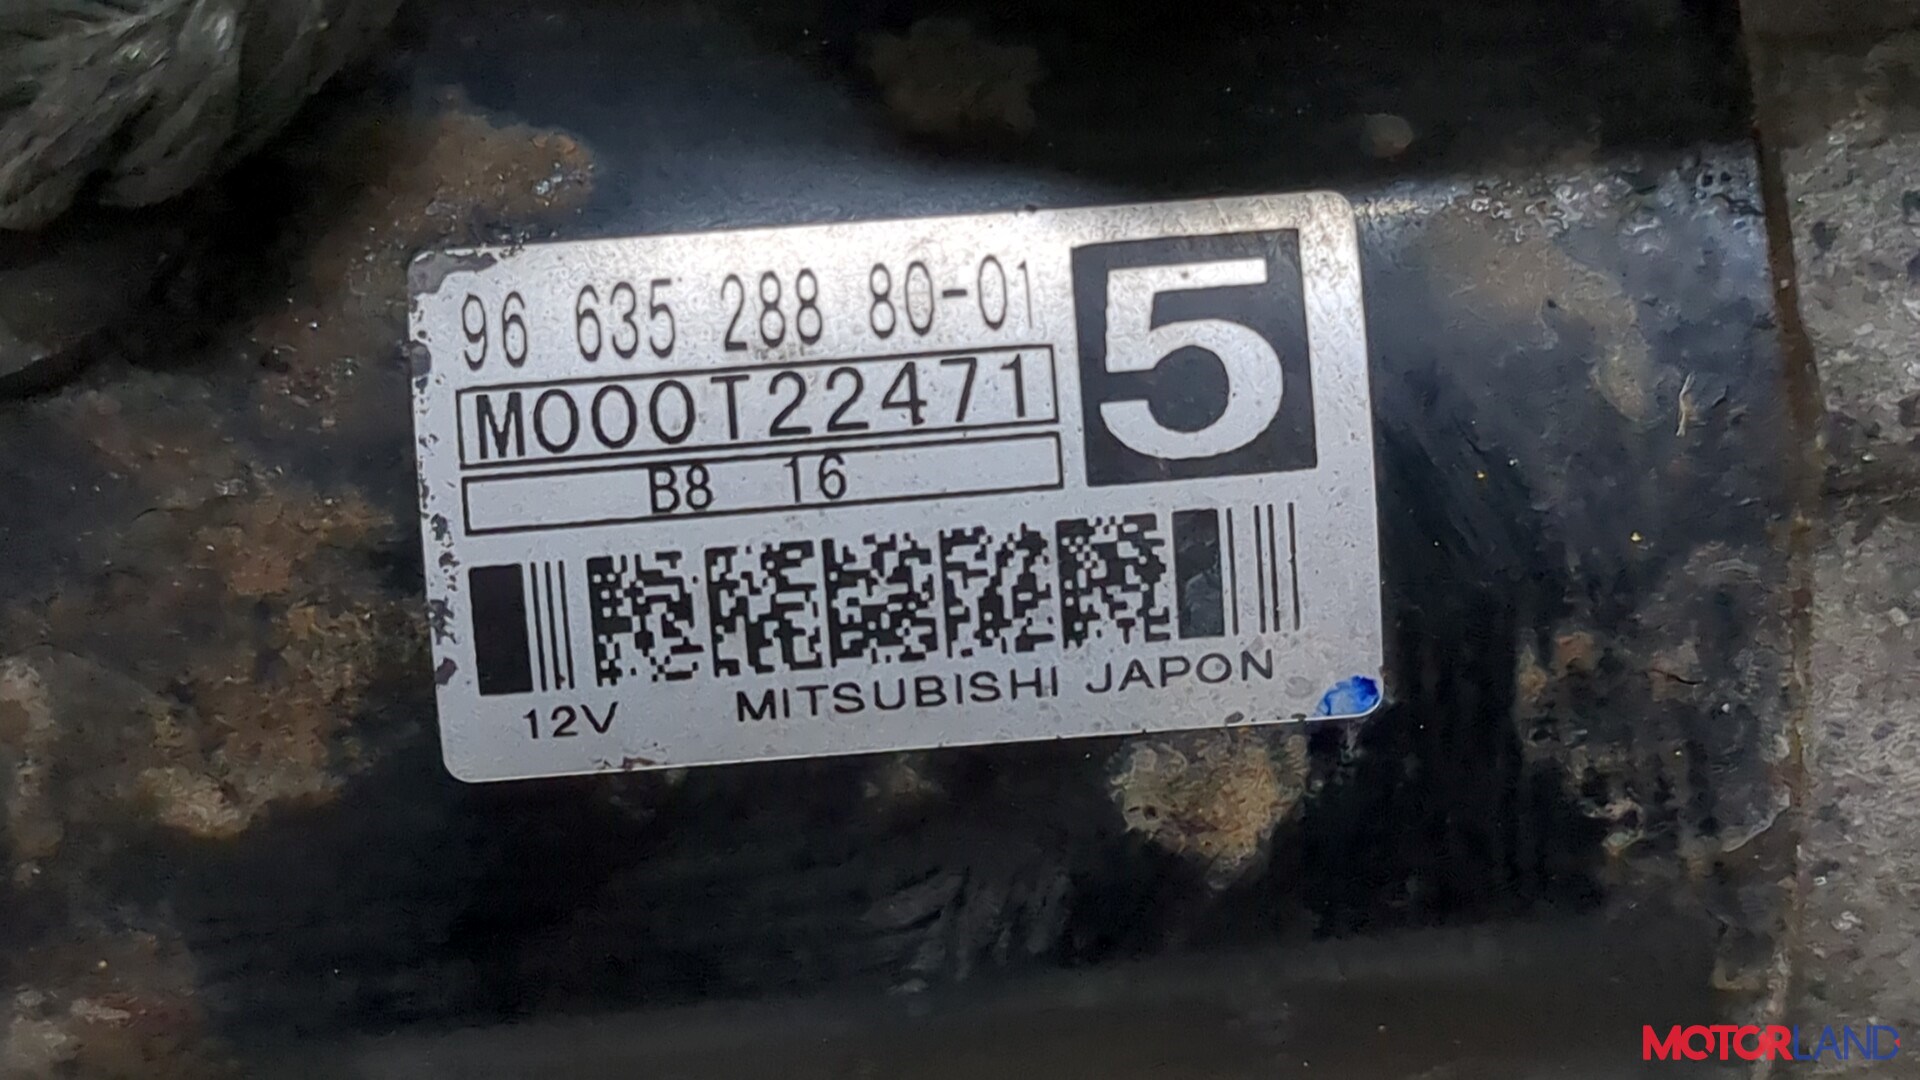 96 635 288 80-01
5
M000T22471
B8 16
12V
MITSUBISHI JAPON
MOTORLAND